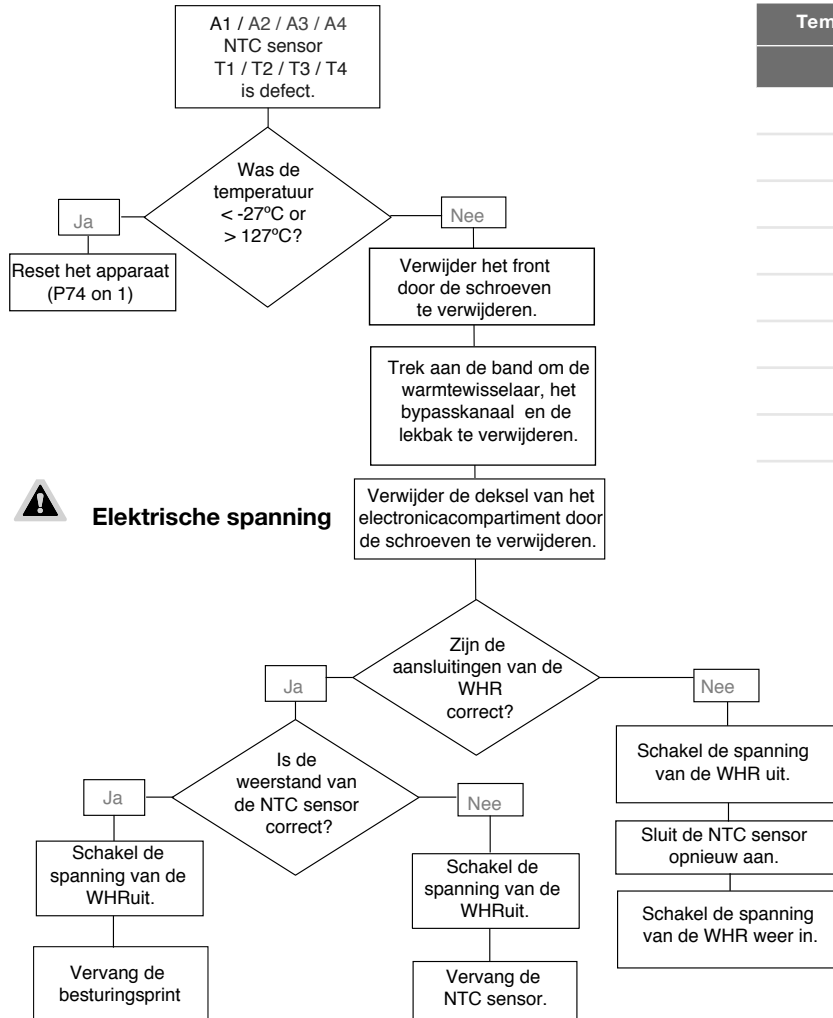 A1 / A2 / A3 / A4
NTC sensor
T1 / T2 / T3 / T4
is defect.
Tem
Was de
temperatuur
< -27ºC or
> 127ºC?
Ja
Nee
Reset het apparaat
(P74 on 1)
Verwijder het front
door de schroeven
te verwijderen.
Trek aan de band om de
warmtewisselaar, het
bypasskanaal en de
lekbak te verwijderen.
Elektrische spanning
Verwijder de deksel van het
electronicacompartiment door
de schroeven te verwijderen.
Zijn de
aansluitingen van de
WHR
correct?
Ja
Nee
Is de
weerstand van
de NTC sensor
correct?
Schakel de spanning
van de WHR uit.
Ja
Nee
Sluit de NTC sensor
opnieuw aan.
Schakel de
spanning van de
WHRuit.
Schakel de
spanning van de
WHRuit.
Schakel de spanning
van de WHR weer in.
Vervang de
besturingsprint
Vervang de
NTC sensor.